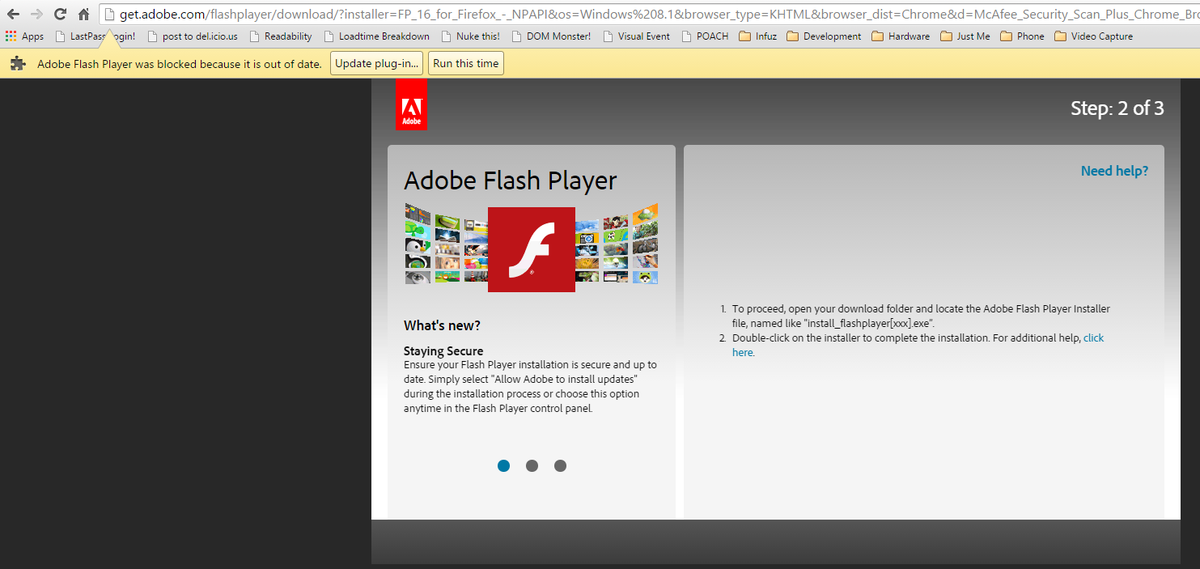 get.adobe.com/flashplayer/download/?installer=FP_16_for_Firefox_-_NPAPI&os=Windows%208.1&browser_type=KHTML&browser_dist=Chrome&d=McAfee_Security_Scan_Plus_Chrome_Br
Apps LastPass Login! post to del.icio.us Readability Loadtime Breakdown Nuke this! DOM Monster! Visual Event POACH Infuz Development Hardware Just Me Phone Video Capture
Adobe Flash Player was blocked because it is out of date. Update plug-in... Run this time
Adobe
Step: 2 of 3
Adobe Flash Player
What's new?
Staying Secure
Ensure your Flash Player installation is secure and up to
date. Simply select "Allow Adobe to install updates"
during the installation process or choose this option
anytime in the Flash Player control panel.
Need help?
1. To proceed, open your download folder and locate the Adobe Flash Player Installer
file, named like "install_flashplayer[xxx].exe".
2. Double-click on the installer to complete the installation. For additional help, click
here.